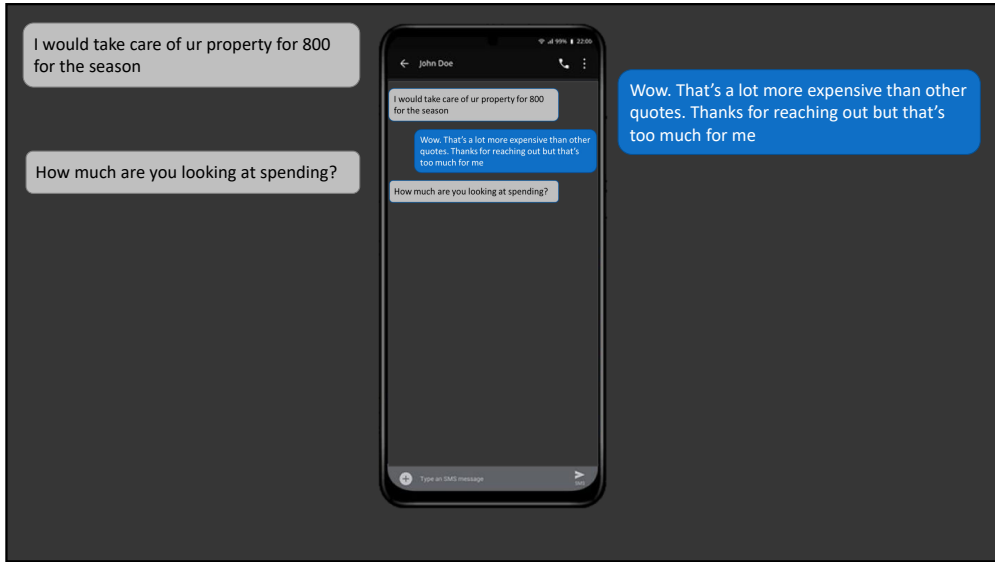 I would take care of ur property for 800
for the season
How much are you looking at spending?
99% 22:06
John Doe
I would take care of ur property for 800
for the season
Wow. That's a lot more expensive than other
quotes. Thanks for reaching out but that's
too much for me
How much are you looking at spending?
Type an SMS message
SMS
Wow. That's a lot more expensive than other
quotes. Thanks for reaching out but that's
too much for me